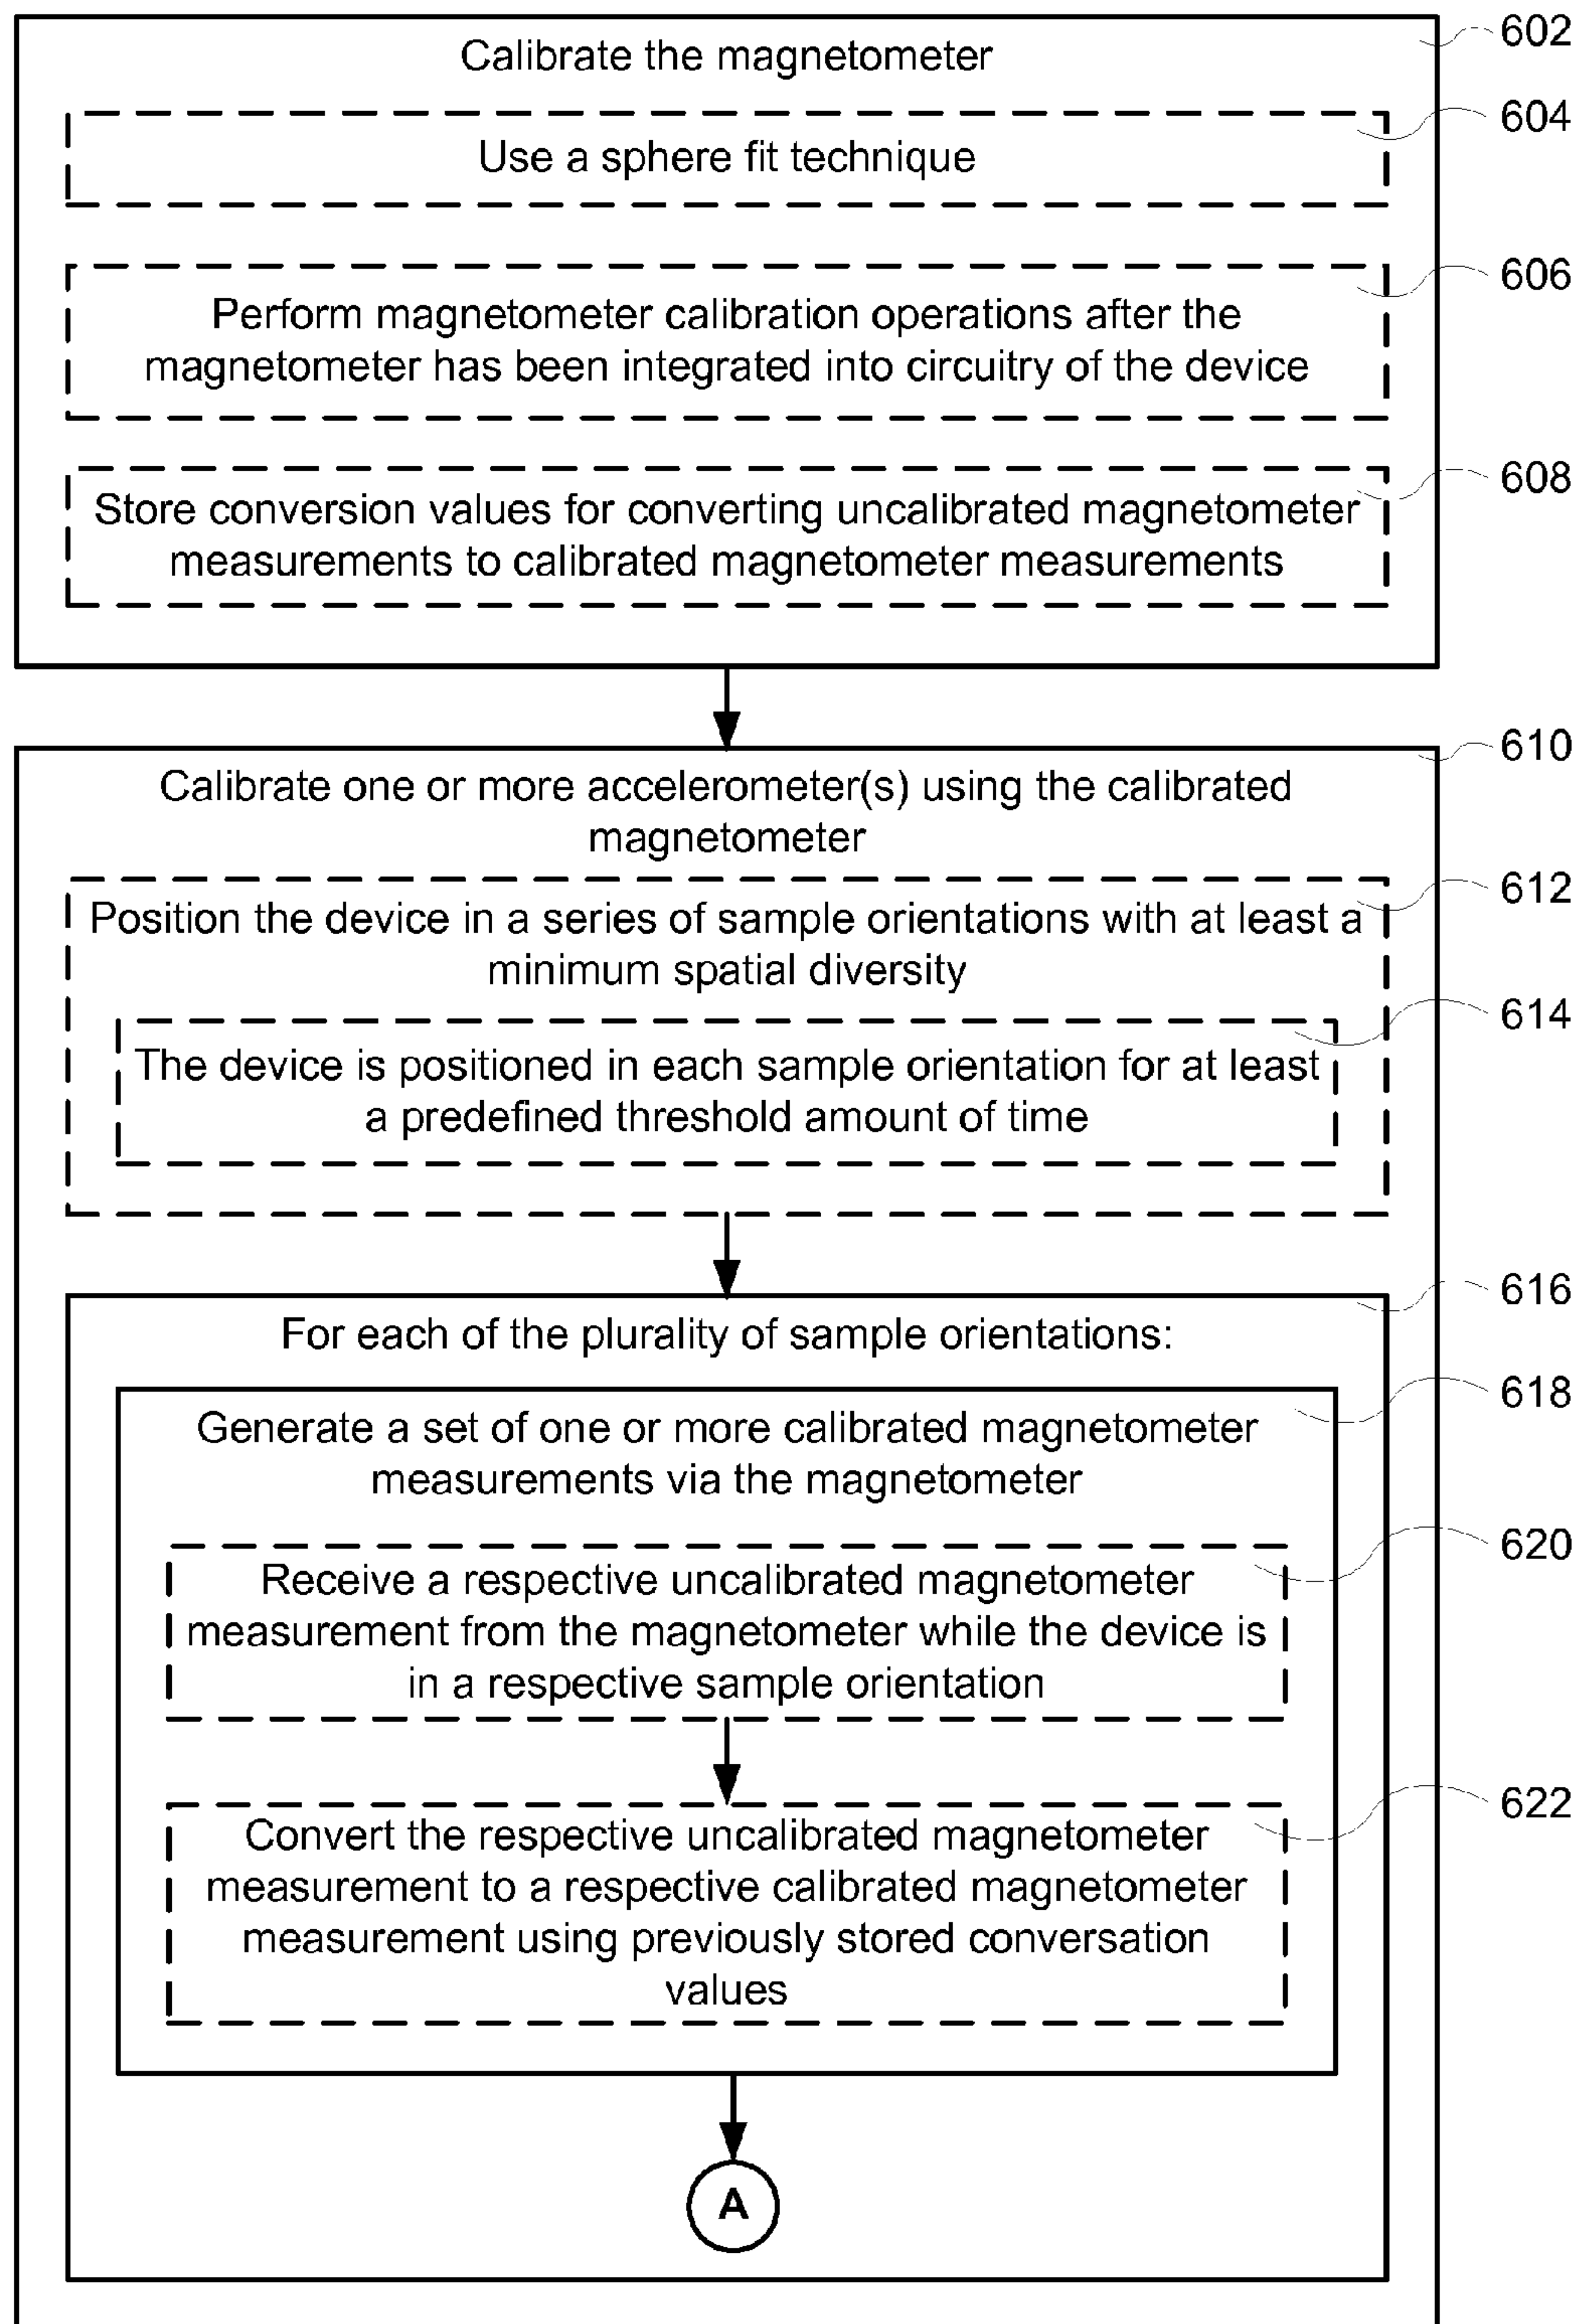 Calibrate the magnetometer
602
604
Use a sphere fit technique
606
Perform magnetometer calibration operations after the
magnetometer has been integrated into circuitry of the device
608
Store conversion values for converting uncalibrated magnetometer
measurements to calibrated magnetometer measurements
610
Calibrate one or more accelerometer(s) using the calibrated
magnetometer
612
Position the device in a series of sample orientations with at least a
minimum spatial diversity
614
The device is positioned in each sample orientation for at least
a predefined threshold amount of time
616
For each of the plurality of sample orientations:
618
Generate a set of one or more calibrated magnetometer
measurements via the magnetometer
620
Receive a respective uncalibrated magnetometer
measurement from the magnetometer while the device is
in a respective sample orientation
622
Convert the respective uncalibrated magnetometer
measurement to a respective calibrated magnetometer
measurement using previously stored conversation
values
A